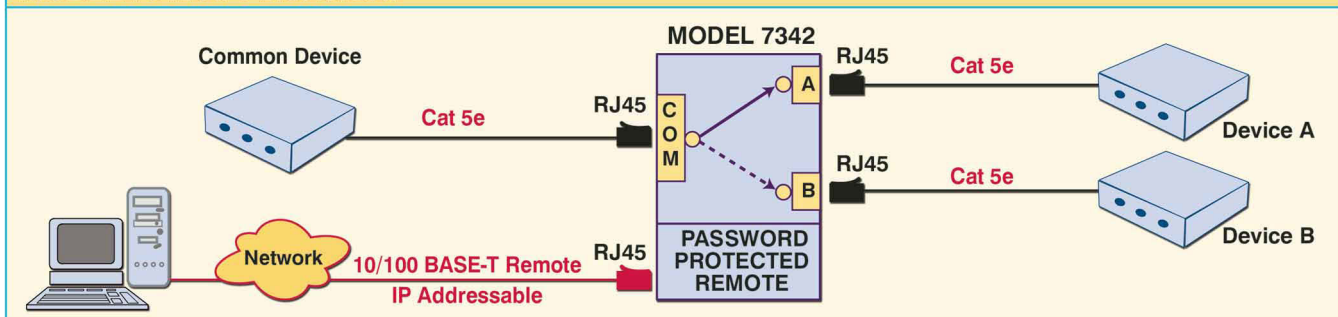 MODEL 7342
Common Device
Cat 5e
RJ45
C
O
M
A
B
RJ45
Cat 5e
Device A
RJ45
Cat 5e
Device B
PASSWORD
PROTECTED
REMOTE
Network
10/100 BASE-T Remote
IP Addressable
RJ45